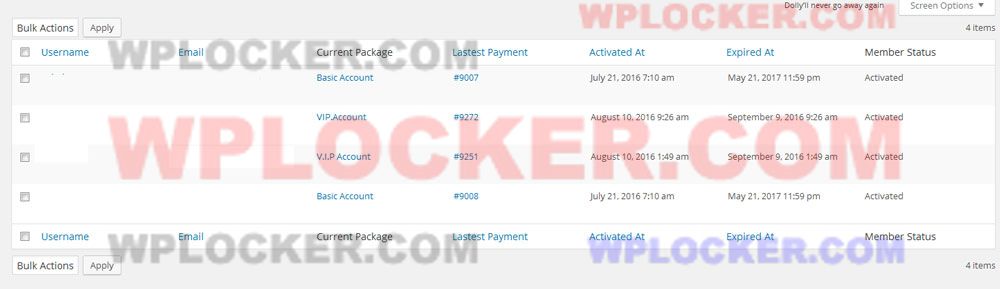 Dolly'll never go away again
Screen Options ▼
WPLOCKER.COM
Bulk Actions Apply 4 items
Username Email Current Package Lastest Payment Activated At Expired At Member Status
WPLOCKER.COM WPLOCKER.COM
Basic Account #9007 July 21, 2016 7:10 am May 21, 2017 11:59 pm Activated
VIP.Account #9272 August 10, 2016 9:26 am September 9, 2016 9:26 am Activated
WPLOCKER.COM
V.I.P Account #9251 August 10, 2016 1:49 am September 9, 2016 1:49 am Activated
Basic Account #9008 July 21, 2016 7:10 am May 21, 2017 11:59 pm Activated
Username Email Current Package Lastest Payment Activated At Expired At Member Status
WPLOCKER.COM WPLOCKER.COM
Bulk Actions Apply 4 items